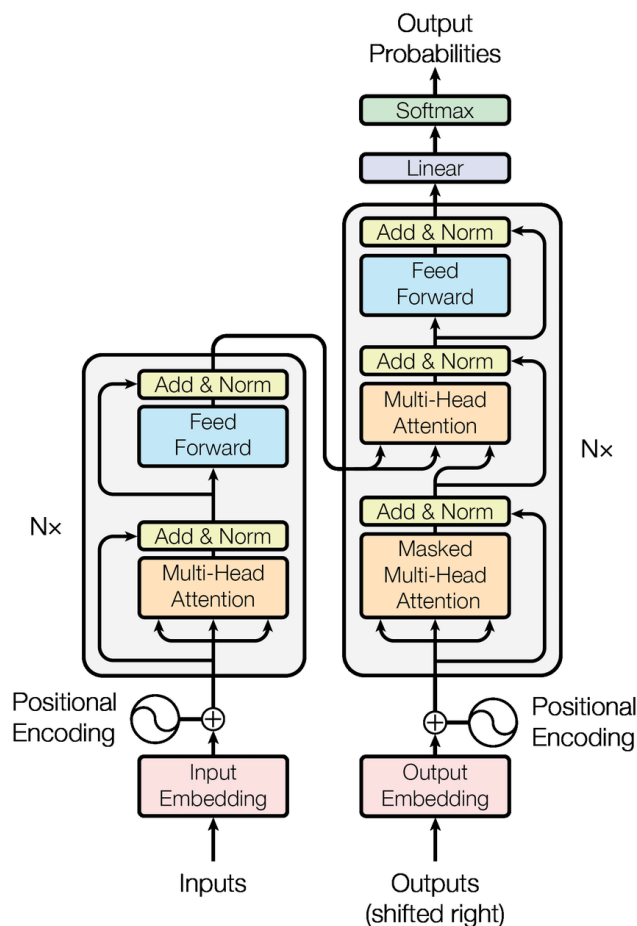 Output
Probabilities
Softmax
Linear
Add & Norm
Feed
Forward
Add & Norm
Multi-Head
Attention
Add & Norm
Masked
Multi-Head
Attention
Nx
Positional
Encoding
Output
Embedding
Outputs
(shifted right)
Add & Norm
Feed
Forward
Add & Norm
Multi-Head
Attention
Nx
Positional
Encoding
Input
Embedding
Inputs